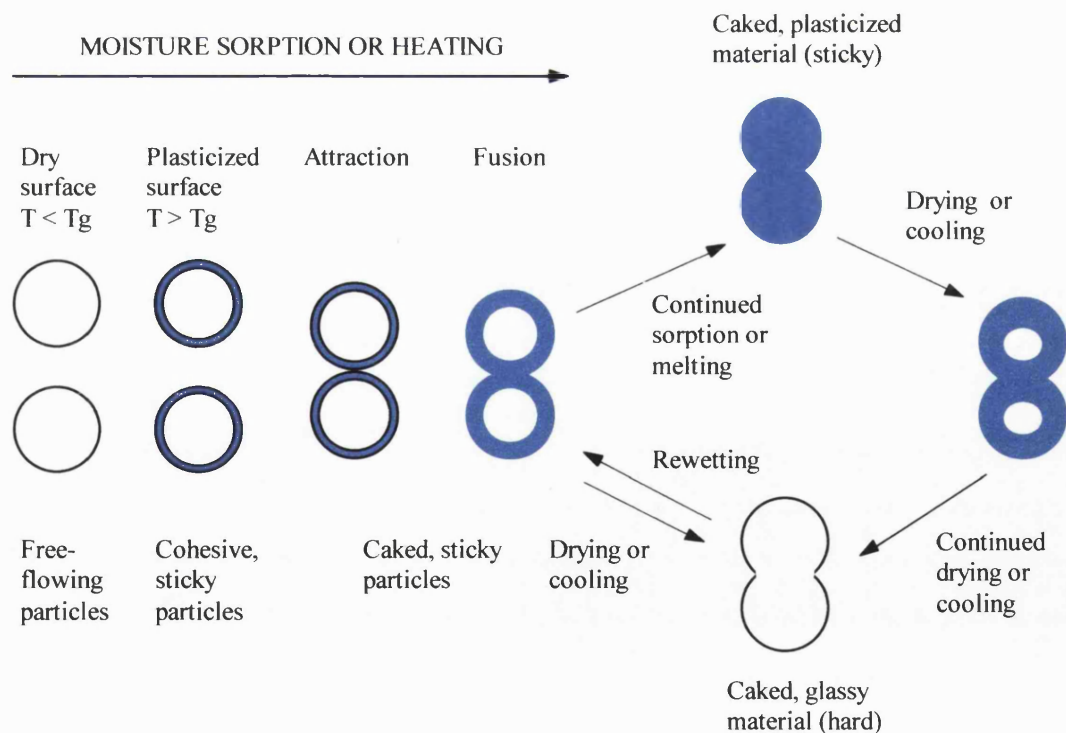 MOISTURE SORPTION OR HEATING
Caked, plasticized
material (sticky)
Dry
surface
T < Tg
Plasticized
surface
T > Tg
Attraction
Fusion
Drying or
cooling
Continued
sorption or
melting
Rewetting
Free-
flowing
particles
Cohesive,
sticky
particles
Caked, sticky
particles
Drying or
cooling
Continued
drying or
cooling
Caked, glassy
material (hard)